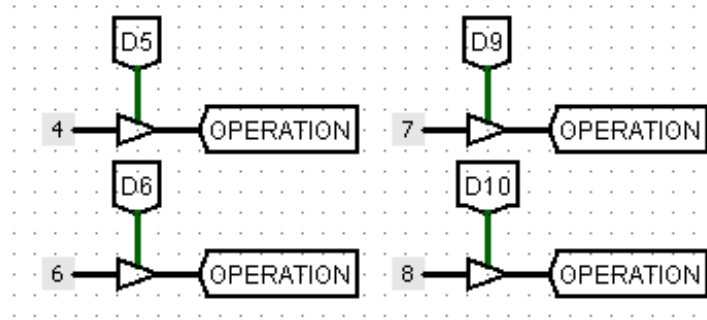 D5 D9
4 OPERATION 7 OPERATION
D6 D10
6 OPERATION 8 OPERATION